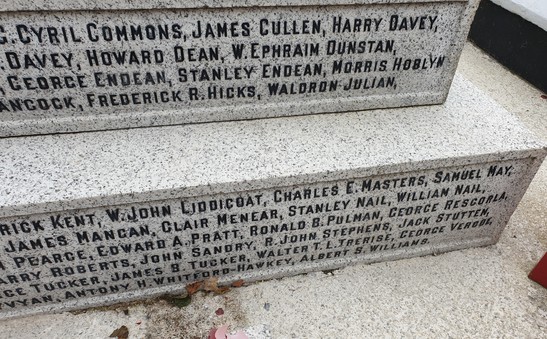 CYRIL COMMONS, JAMES CULLEN, HARRY DAVEY,
DAVEY, HOWARD DEAN, W. EPHRAIM DUNSTAN,
GEORGE ENDEAN, STANLEY ENDEAN, MORRIS HOBLYN
FREDERICK R. HICKS, WALDRON JULIAN,
KENT, W. JOHN LIDDICOAT, CHARLES E. MASTERS, SAMUEL MAY,
JAMES MANGAN, CLAIR MENEAR, STANLEY NAIL, WILLIAM NAIL,
PEARCE, EDWARD A. PRATT, RONALD B. PULMAN, GEORGE RESCORLA,
ROBERTS, JOHN SANDRY, R. JOHN STEPHENS, JACK STUTTEN,
TUCKER, JAMES S. TUCKER, WALTER T. L. TRERISE, GEORGE
ANTONY H. WHITFORD-HAWKEY, ALBERT S. WILLIAMS.